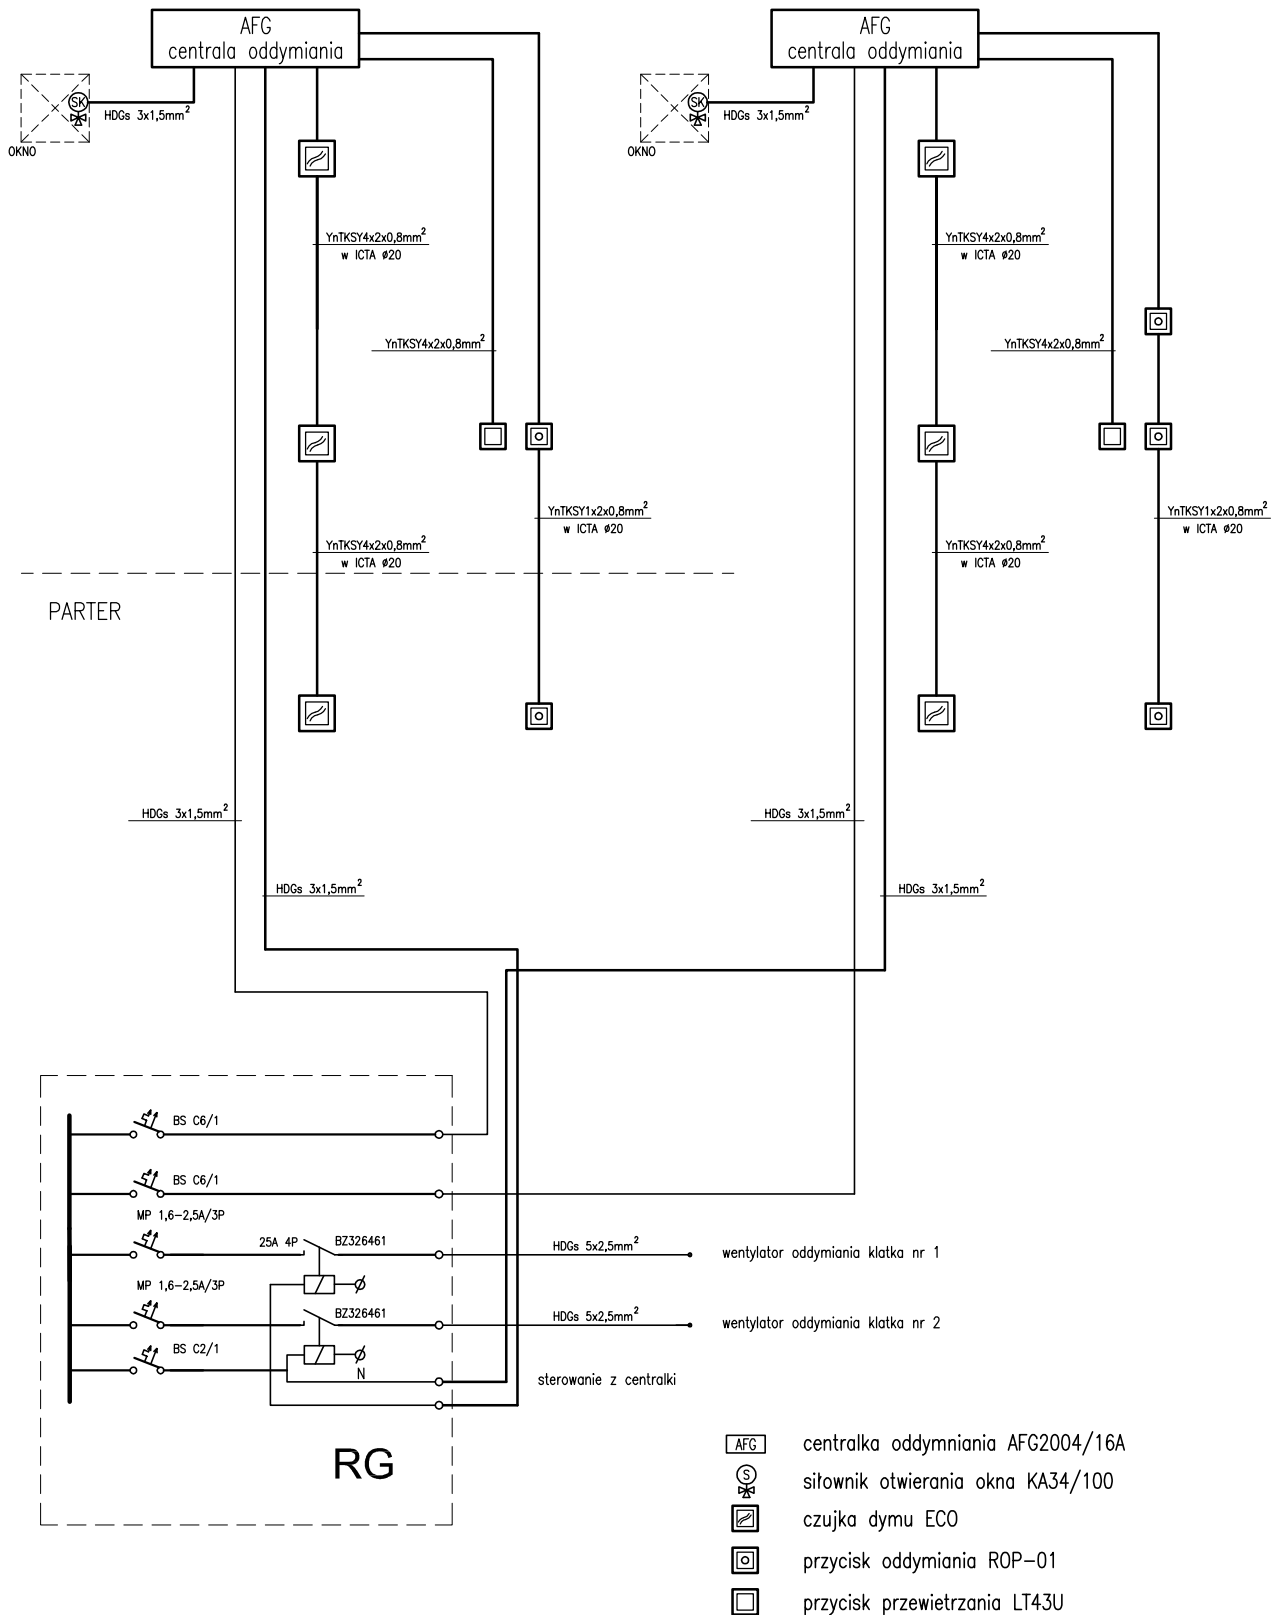 AFG
centrala oddymiania
AFG
centrala oddymiania
SK
HDGs 3x1,5mm²
OKNO
SK
HDGs 3x1,5mm²
OKNO
YnTKSY4x2x0,8mm²
w ICTA ø20
YnTKSY4x2x0,8mm²
w ICTA ø20
YnTKSY4x2x0,8mm²
YnTKSY4x2x0,8mm²
YnTKSY1x2x0,8mm²
w ICTA ø20
YnTKSY1x2x0,8mm²
w ICTA ø20
YnTKSY4x2x0,8mm²
w ICTA ø20
YnTKSY4x2x0,8mm²
w ICTA ø20
PARTER
HDGs 3x1,5mm²
HDGs 3x1,5mm²
HDGs 3x1,5mm²
HDGs 3x1,5mm²
BS C6/1
BS C6/1
MP 1,6-2,5A/3P
25A 4P
BZ326461
HDGs 5x2,5mm²
wentylator oddymiania klatka nr 1
MP 1,6-2,5A/3P
BZ326461
HDGs 5x2,5mm²
wentylator oddymiania klatka nr 2
BS C2/1
N
sterowanie z centralki
RG
AFG
centralka oddymniania AFG2004/16A
S
siłownik otwierania okna KA34/100
czujka dymu ECO
przycisk oddymiania ROP-01
przycisk przewietrzania LT43U